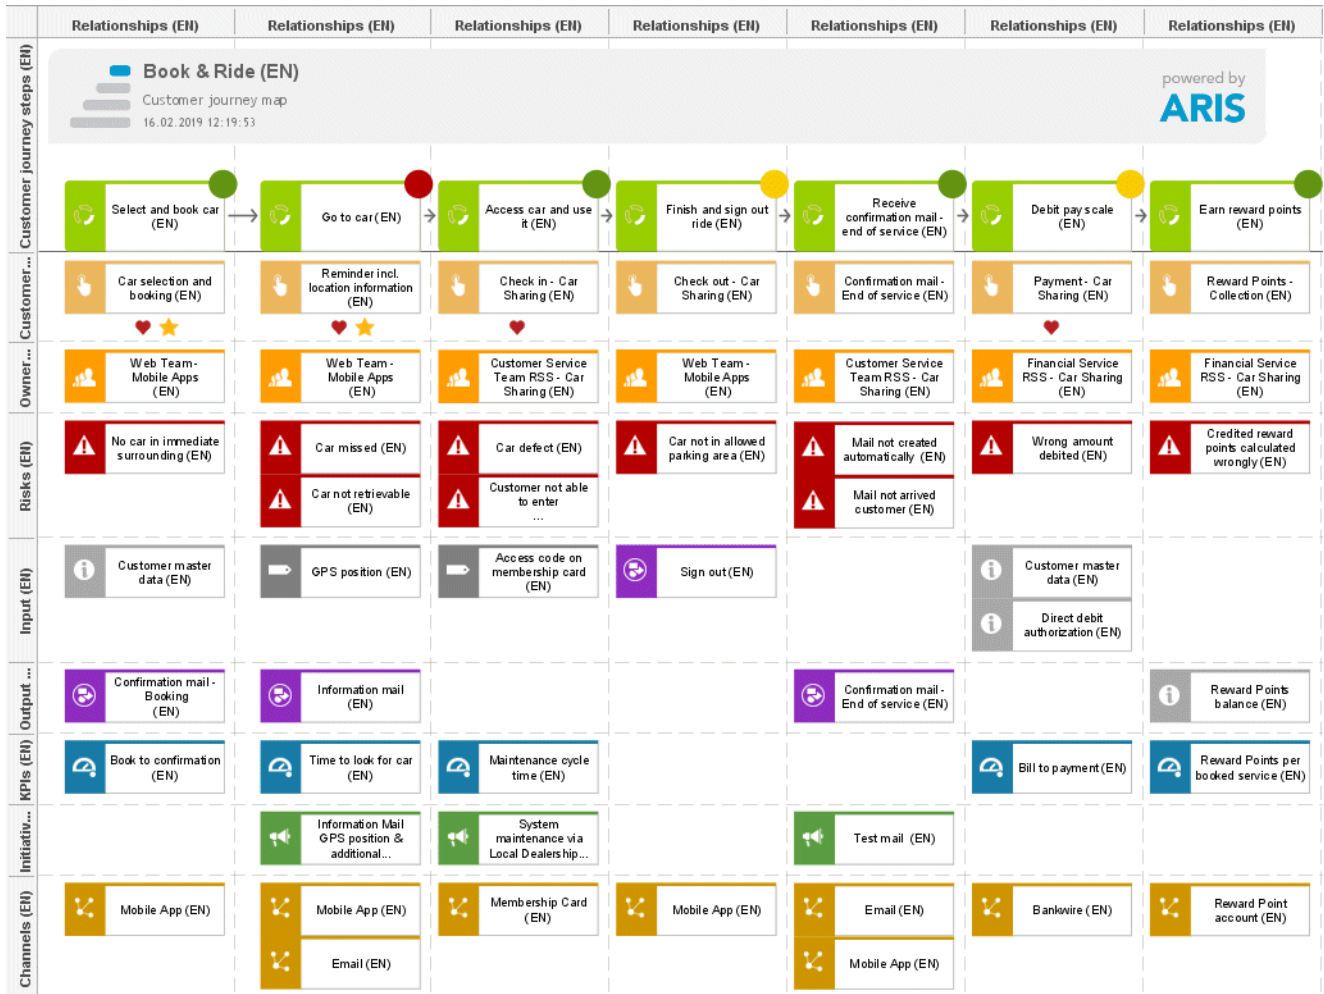 Relationships (EN) Relationships (EN) Relationships (EN) Relationships (EN) Relationships (EN) Relationships (EN) Relationships (EN)
Customer journey steps (EN)
Book & Ride (EN)
Customer journey map
16.02.2019 12:19:53
powered by
ARIS
Select and book car
(EN)
Go to car (EN)
Access car and use
it (EN)
Finish and sign out
ride (EN)
Receive
confirmation mail -
end of service (EN)
Debit pay scale
(EN)
Earn reward points
(EN)
Customer...
Car selection and
booking (EN)
Reminder incl.
location information
(EN)
Check in - Car
Sharing (EN)
Check out - Car
Sharing (EN)
Confirmation mail -
End of service (EN)
Payment - Car
Sharing (EN)
Reward Points -
Collection (EN)
Owner...
Web Team -
Mobile Apps
(EN)
Web Team -
Mobile Apps
(EN)
Customer Service
Team RSS - Car
Sharing (EN)
Web Team -
Mobile Apps
(EN)
Customer Service
Team RSS - Car
Sharing (EN)
Financial Service
RSS - Car Sharing
(EN)
Financial Service
RSS - Car Sharing
(EN)
Risks (EN)
No car in immediate
surrounding (EN)
Car missed (EN)
Car defect (EN)
Car not in allowed
parking area (EN)
Mail not created
automatically (EN)
Wrong amount
debited (EN)
Credited reward
points calculated
wrongly (EN)
Car not retrievable
(EN)
Customer not able
to enter
...
Mail not arrived
customer (EN)
Input (EN)
Customer master
data (EN)
GPS position (EN)
Access code on
membership card
(EN)
Sign out (EN)
Customer master
data (EN)
Direct debit
authorization (EN)
Output ...
Confirmation mail -
Booking
(EN)
Information mail
(EN)
Confirmation mail -
End of service (EN)
Reward Points
balance (EN)
KPIs (EN)
Book to confirmation
(EN)
Time to look for car
(EN)
Maintenance cycle
time (EN)
Bill to payment (EN)
Reward Points per
booked service (EN)
Initiativ...
Information Mail
GPS position &
additional...
System
maintenance via
Local Dealership...
Test mail (EN)
Channels (EN)
Mobile App (EN)
Mobile App (EN)
Membership Card
(EN)
Mobile App (EN)
Email (EN)
Bankwire (EN)
Reward Point
account (EN)
Email (EN)
Mobile App (EN)